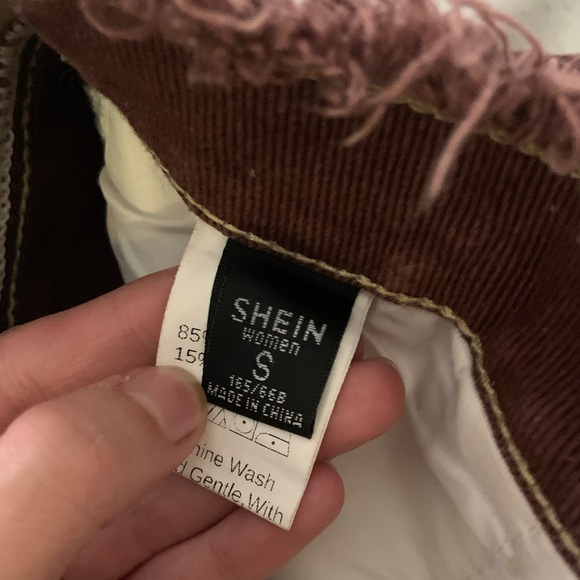 SHEIN
women
S
165/66B
MADE IN CHINA
85
15%
hine Wash
d Gentle,With